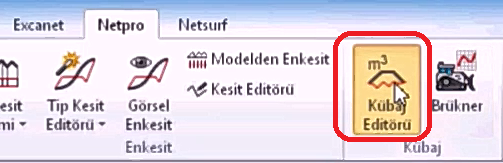 Excanet Netpro Netsurf
Modelden Enkesit
Kesit Editörü
esit
mi
Tip Kesit
Editörü
Görsel
Enkesit
Enkesit
m³
Kübaj
Editörü
Brükner
Kübaj